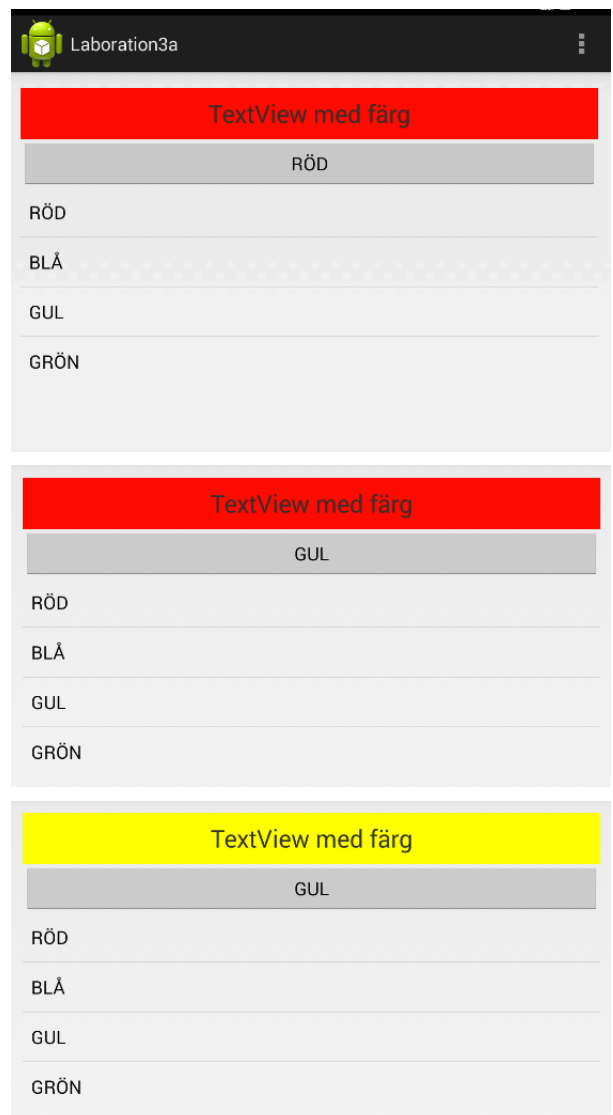 Laboration3a
TextView med färg
RÖD
RÖD
BLÅ
GUL
GRÖN
TextView med färg
GUL
RÖD
BLÅ
GUL
GRÖN
TextView med färg
GUL
RÖD
BLÅ
GUL
GRÖN